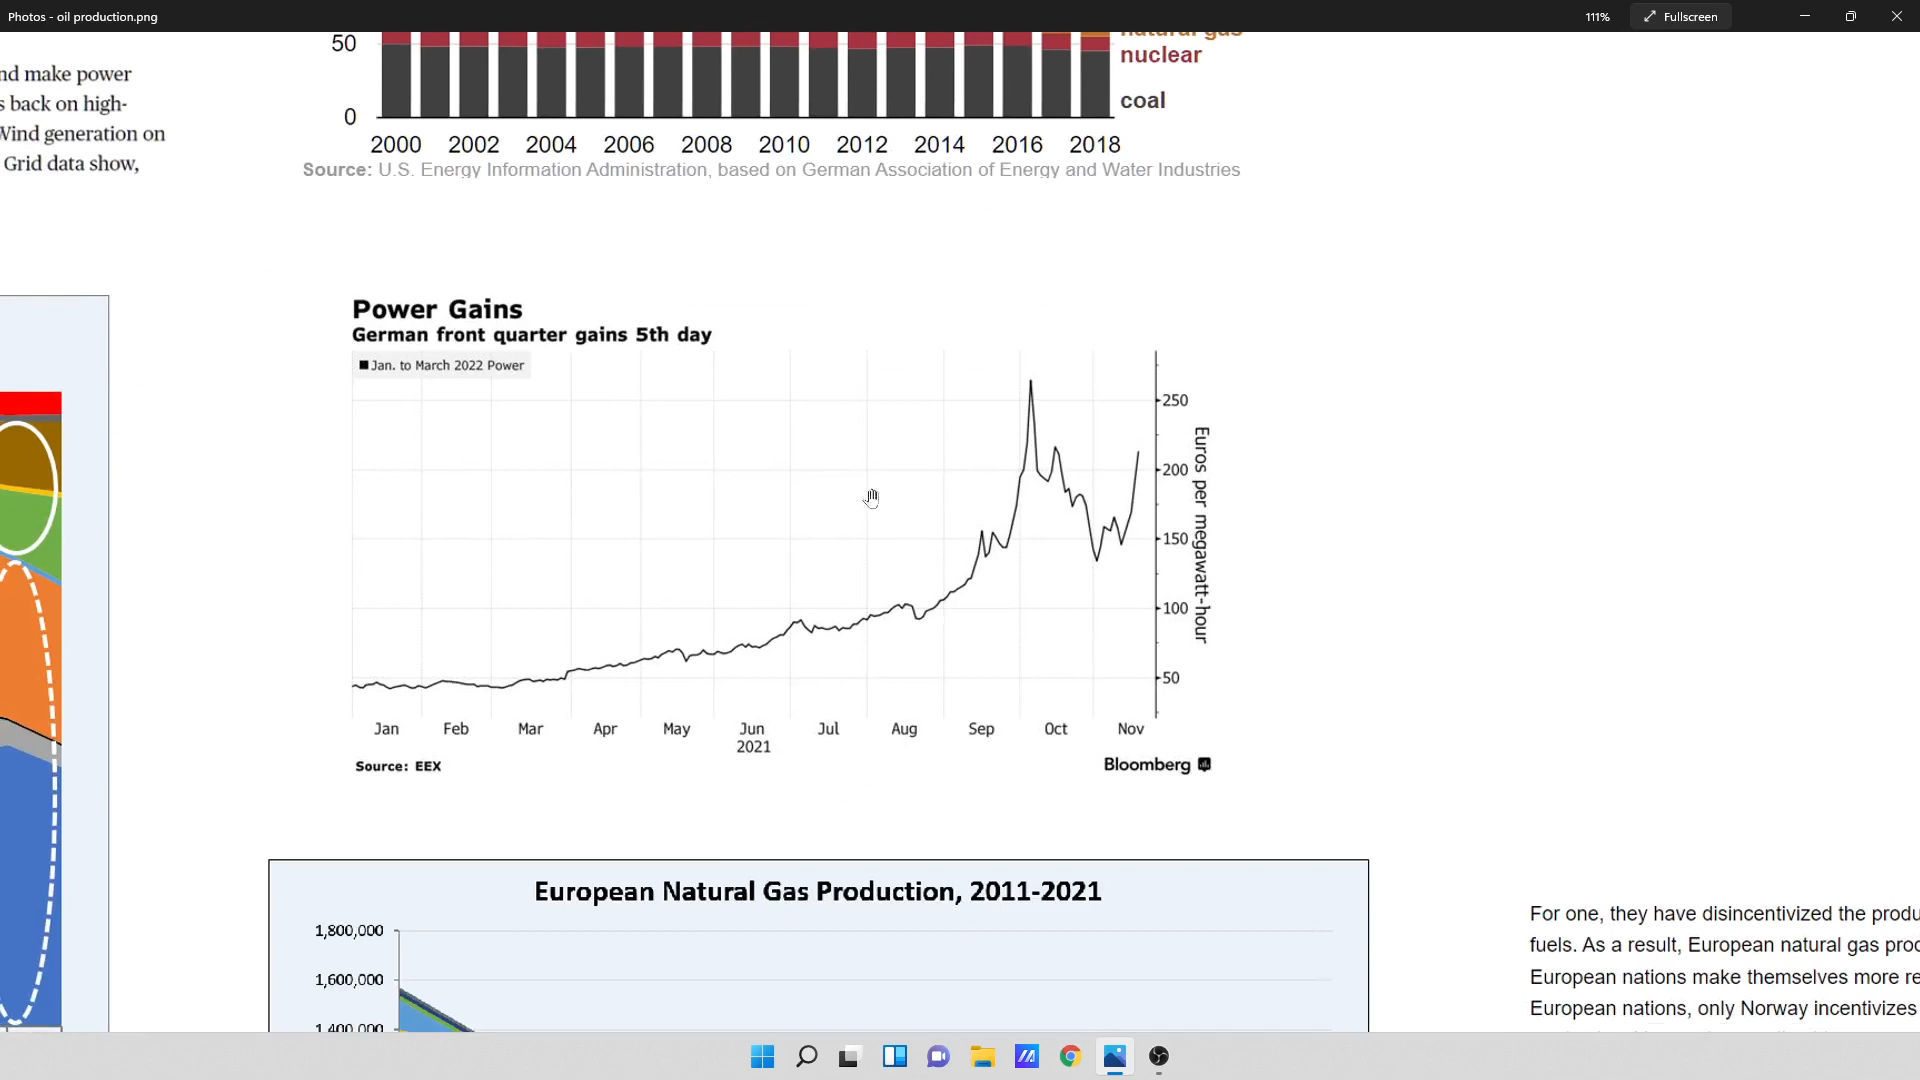 Photos - oil production.png
111%
Fullscreen
nd make power
s back on high-
Wind generation on
Grid data show,
50
0
natural gas
nuclear
coal
2000 2002 2004 2006 2008 2010 2012 2014 2016 2018
Source: U.S. Energy Information Administration, based on German Association of Energy and Water Industries
Power Gains
German front quarter gains 5th day
Jan. to March 2022 Power
250
200
150
100
50
Euros per megawatt-hour
Jan Feb Mar Apr May Jun Jul Aug Sep Oct Nov
2021
Source: EEX
Bloomberg
European Natural Gas Production, 2011-2021
1,800,000
1,600,000
1,400,000
For one, they have disincentivized the produ
fuels. As a result, European natural gas proc
European nations make themselves more re
European nations, only Norway incentivizes